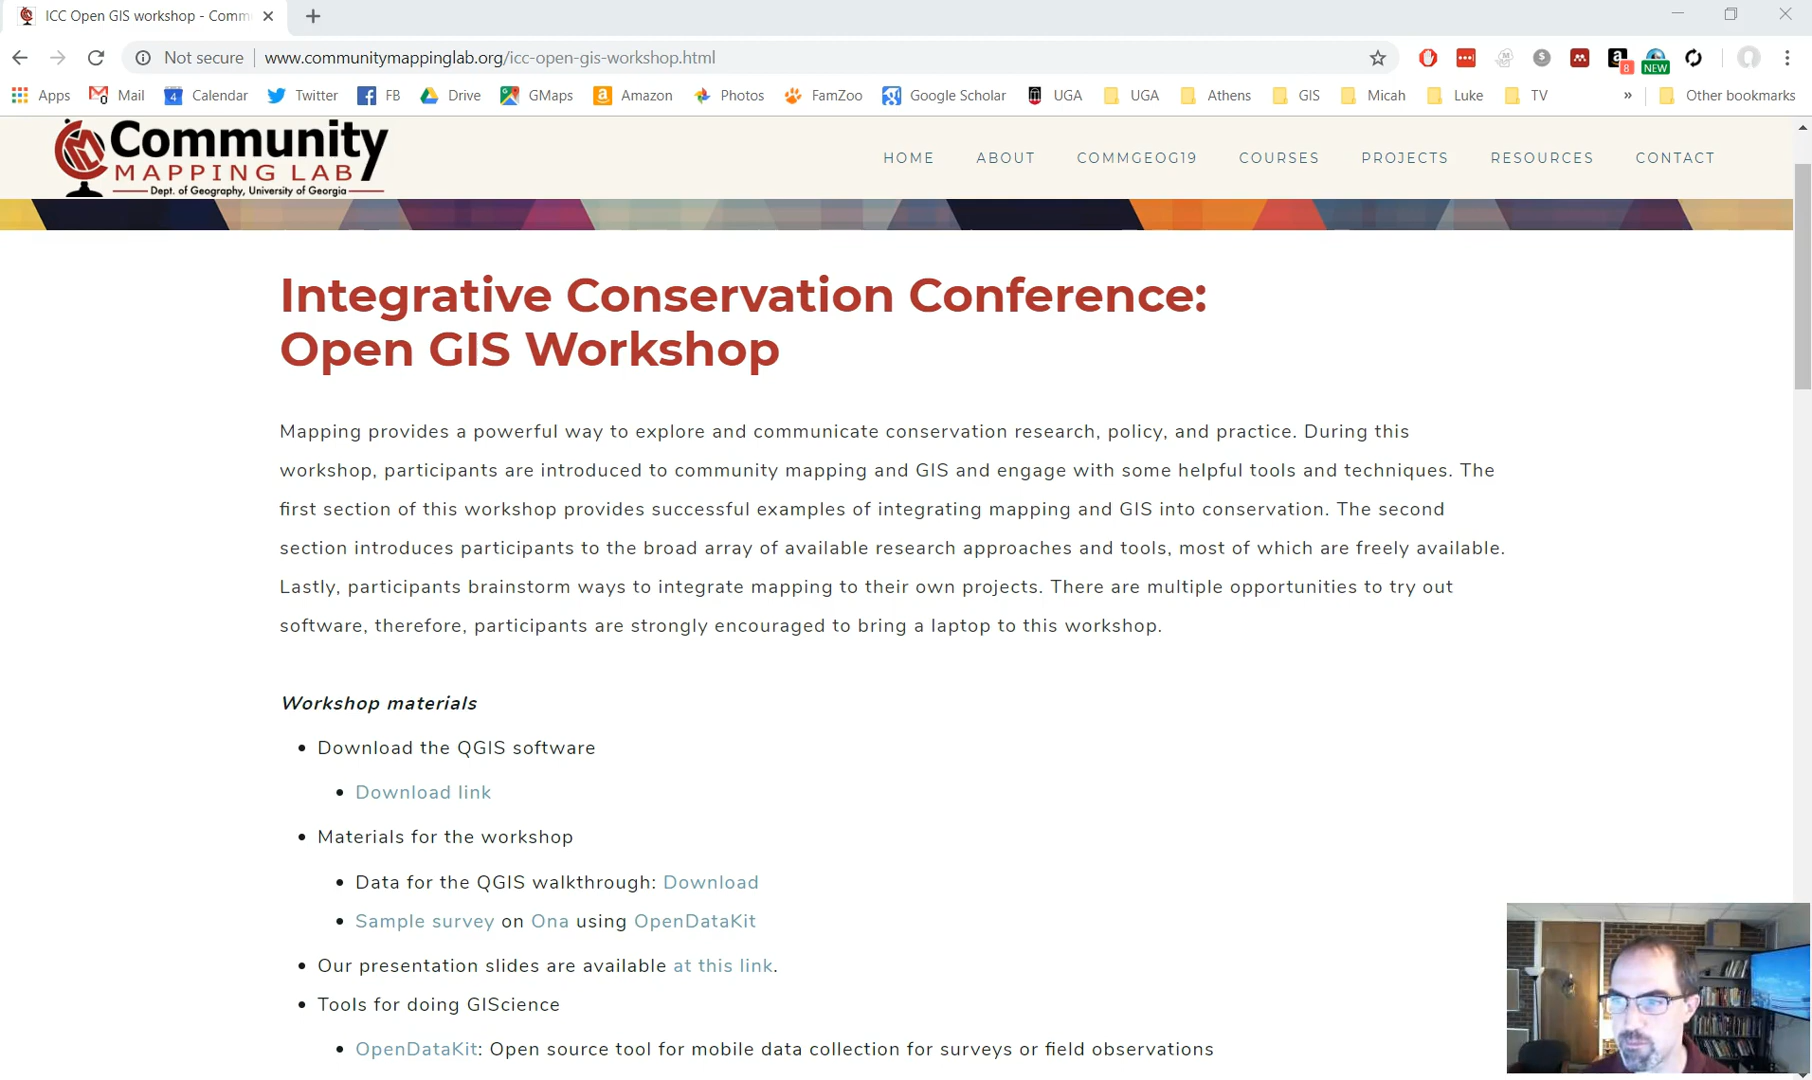 ICC Open GIS workshop - Comm
Not secure www.communitymappinglab.org/icc-open-gis-workshop.html
8
NEW
Apps Mail Calendar Twitter FB Drive GMaps Amazon Photos FamZoo Google Scholar UGA UGA Athens GIS Micah Luke TV » Other bookmarks
Community
MAPPING LAB
Dept. of Geography, University of Georgia
HOME ABOUT COMMGEOG19 COURSES PROJECTS RESOURCES CONTACT
Integrative Conservation Conference:
Open GIS Workshop
Mapping provides a powerful way to explore and communicate conservation research, policy, and practice. During this
workshop, participants are introduced to community mapping and GIS and engage with some helpful tools and techniques. The
first section of this workshop provides successful examples of integrating mapping and GIS into conservation. The second
section introduces participants to the broad array of available research approaches and tools, most of which are freely available.
Lastly, participants brainstorm ways to integrate mapping to their own projects. There are multiple opportunities to try out
software, therefore, participants are strongly encouraged to bring a laptop to this workshop.
Workshop materials
• Download the QGIS software
• Download link
• Materials for the workshop
• Data for the QGIS walkthrough: Download
• Sample survey on Ona using OpenDataKit
• Our presentation slides are available at this link.
• Tools for doing GIScience
• OpenDataKit: Open source tool for mobile data collection for surveys or field observations